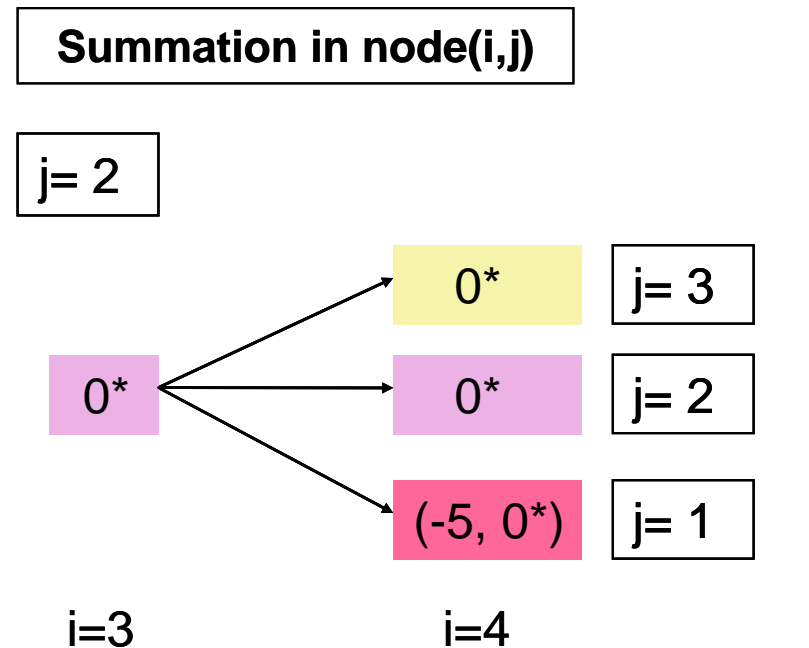 Summation in node(i,j)
j= 2
0*
j= 3
0*
0*
j= 2
(-5, 0*)
j= 1
i=3
i=4